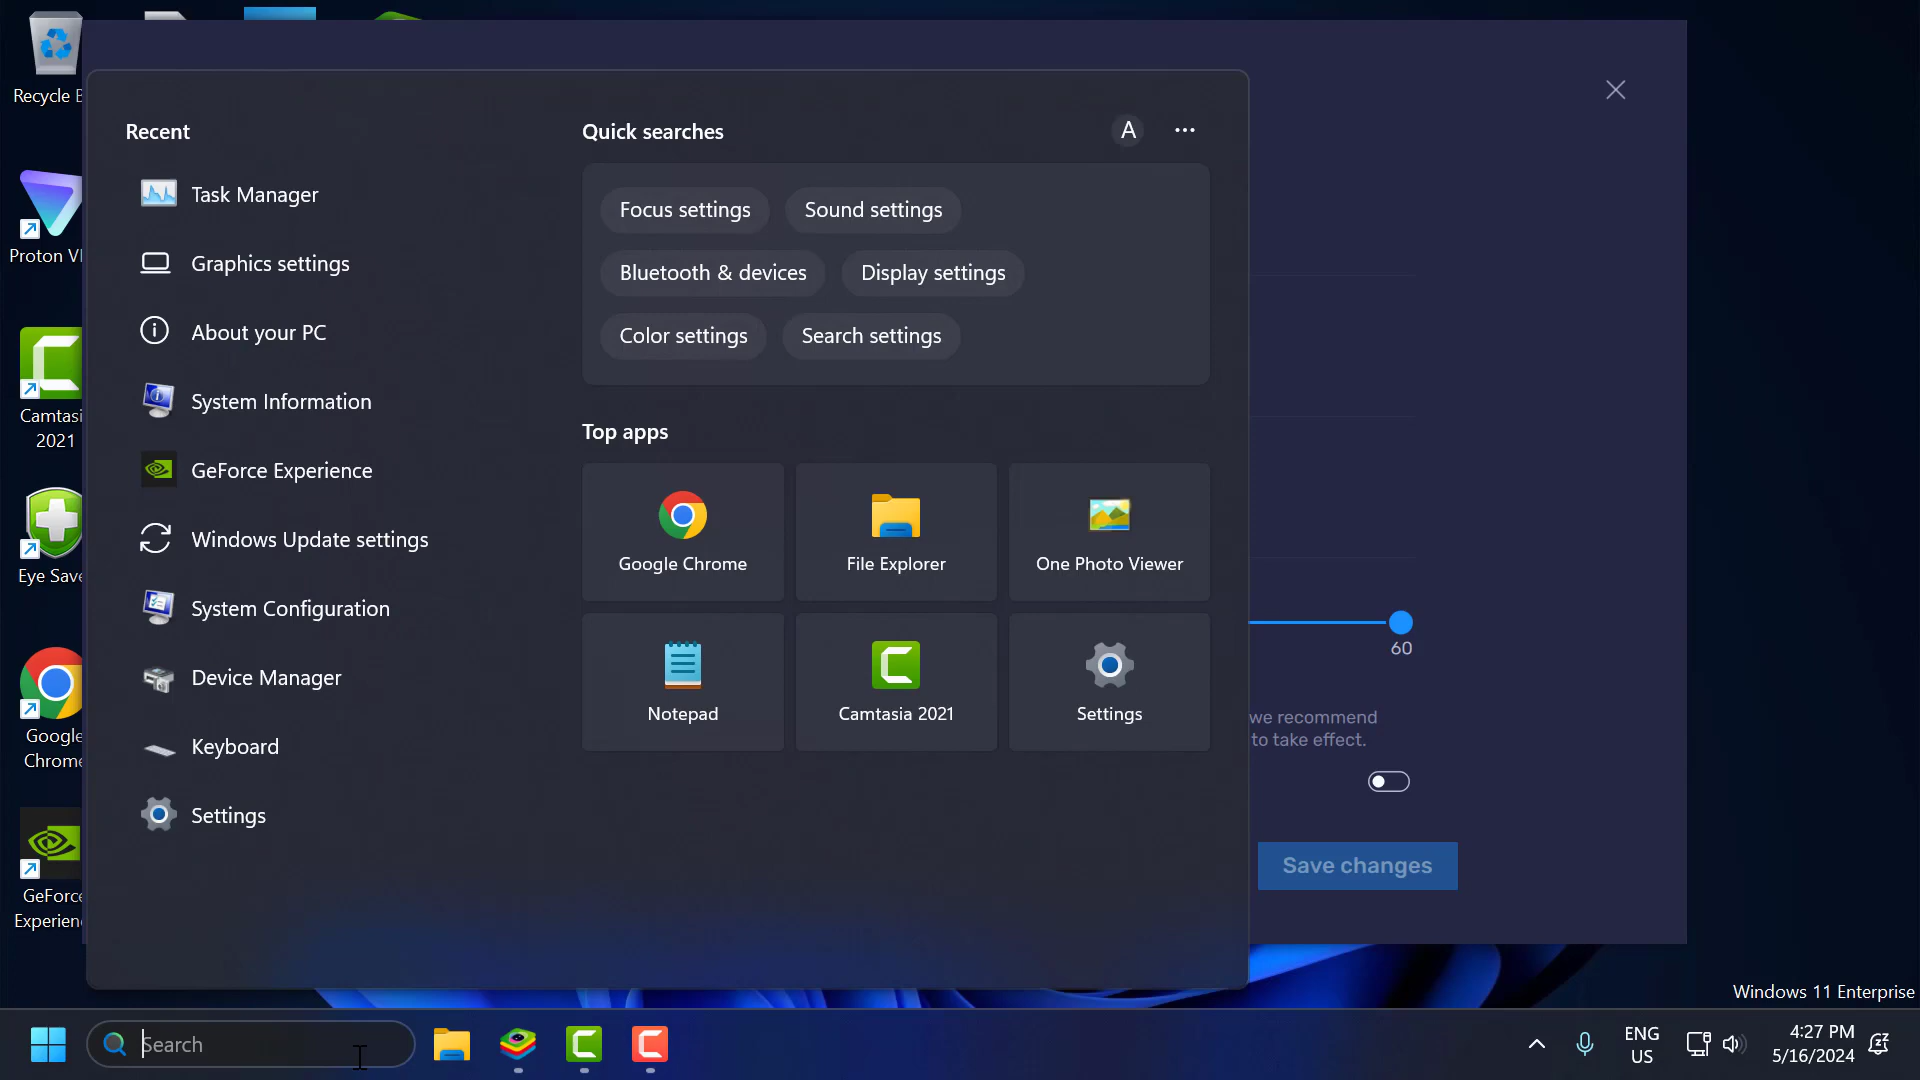 Recycle B
Proton V
Camtasi
2021
Eye Save
Google
Chrome
GeForce
Experien
Recent
Task Manager
Graphics settings
About your PC
System Information
GeForce Experience
Windows Update settings
System Configuration
Device Manager
Keyboard
Settings
Quick searches
A
Focus settings
Sound settings
Bluetooth & devices
Display settings
Color settings
Search settings
Top apps
Google Chrome
File Explorer
One Photo Viewer
Notepad
Camtasia 2021
Settings
60
we recommend
to take effect.
Save changes
Windows 11 Enterprise
Search
ENG
US
4:27 PM
5/16/2024